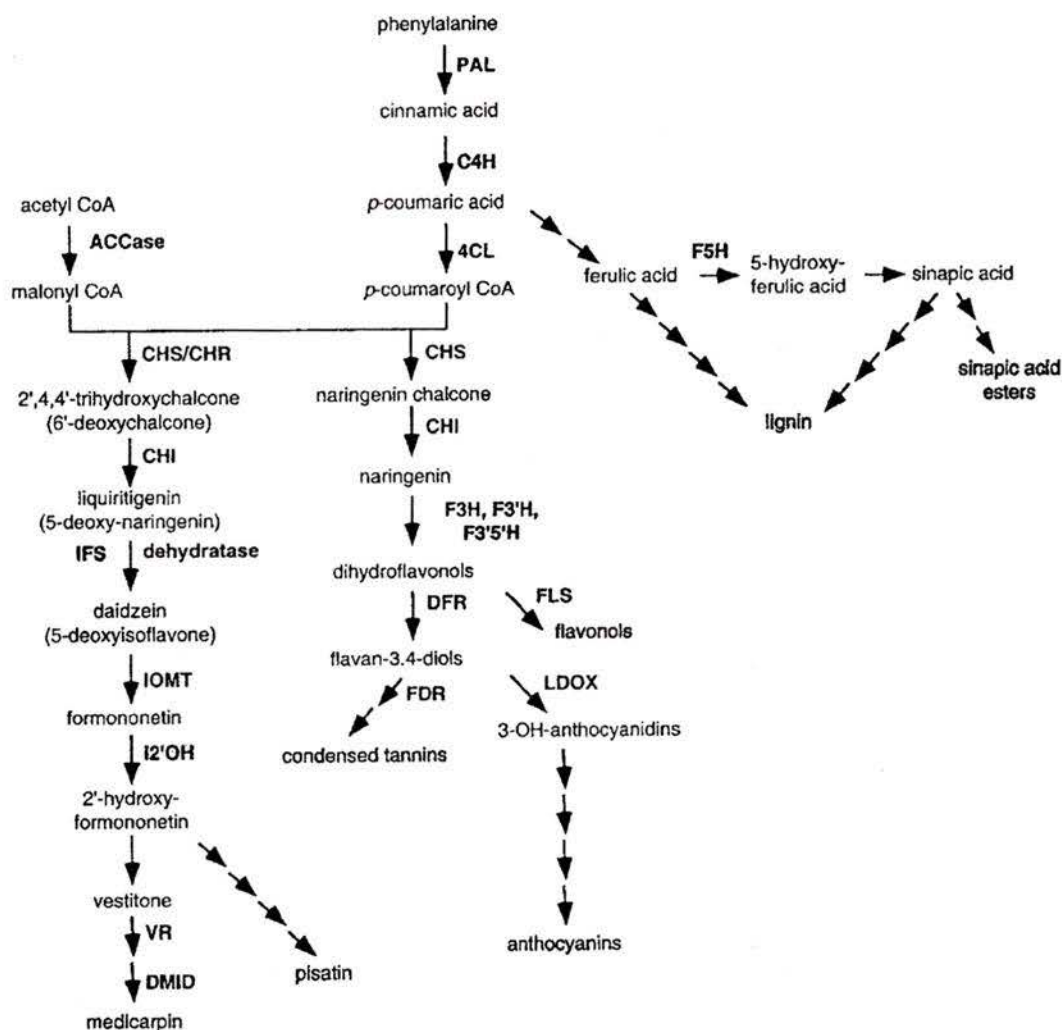 phenylalanine
PAL
cinnamic acid
C4H
acetyl CoA
p-coumaric acid
ACCase
4CL
F5H
ferulic acid
5-hydroxy-
ferulic acid
sinapic acid
malonyl CoA
p-coumaroyl CoA
CHS/CHR
CHS
sinapic acid
esters
2',4,4'-trihydroxychalcone
(6'-deoxychalcone)
naringenin chalcone
lignin
CHI
CHI
liquiritigenin
(5-deoxy-naringenin)
naringenin
F3H, F3'H,
F3'5'H
IFS
dehydratase
dihydroflavonols
DFR
FLS
daidzein
(5-deoxyisoflavone)
flavonols
flavan-3.4-diols
IOMT
FDR
LDOX
formononetin
3-OH-anthocyanidins
I2'OH
condensed tannins
2'-hydroxy-
formononetin
vestitone
VR
anthocyanins
pisatin
DMID
medicarpin